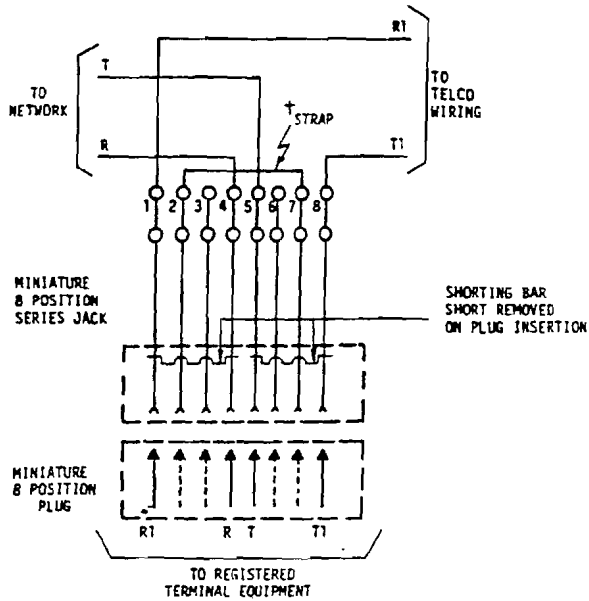 R1
T
TO
NETWORK
TO
TELCO
WIRING
†
STRAP
R
T1
1 2 3 4 5 6 7 8
MINIATURE
8 POSITION
SERIES JACK
SHORTING BAR
SHORT REMOVED
ON PLUG INSERTION
MINIATURE
8 POSITION
PLUG
R1 R T T1
TO REGISTERED
TERMINAL EQUIPMENT